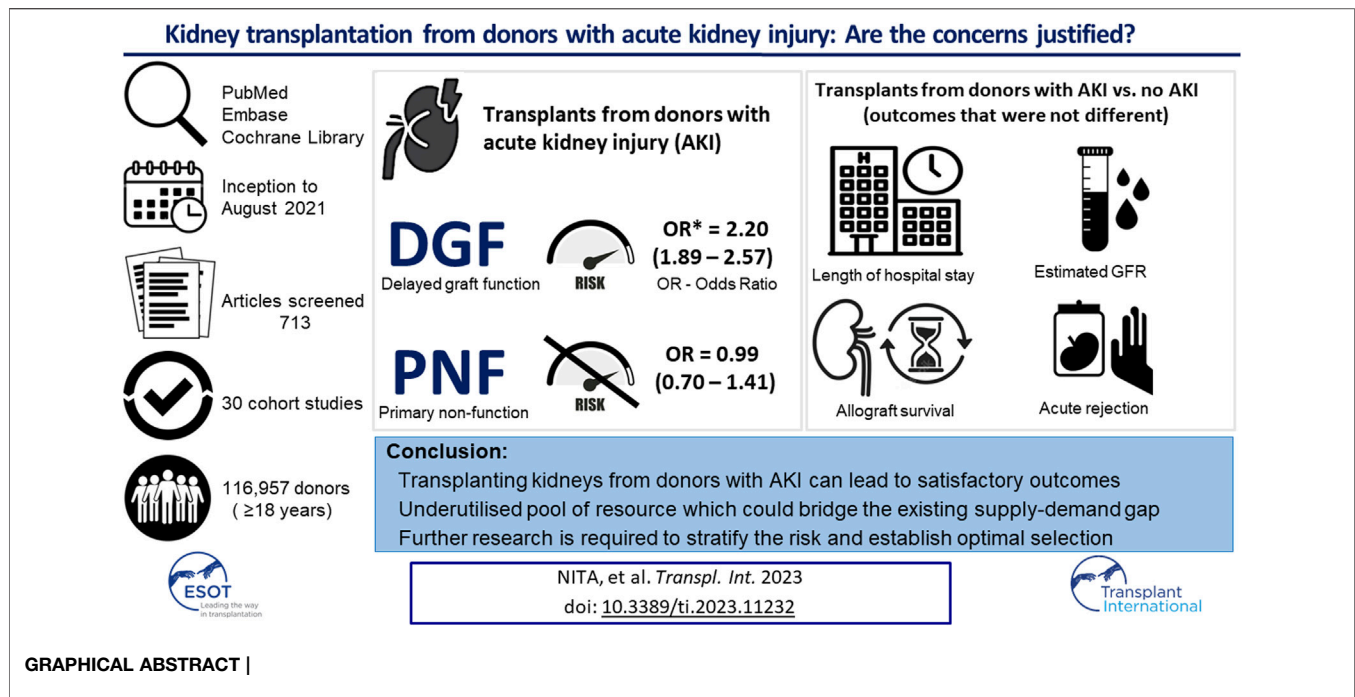 Kidney transplantation from donors with acute kidney injury: Are the concerns justified?
PubMed
Embase
Cochrane Library
Inception to
August 2021
Articles screened
713
30 cohort studies
116,957 donors
( ≥18 years)
Transplants from donors with
acute kidney injury (AKI)
DGF
Delayed graft function
RISK
OR* = 2.20
(1.89 – 2.57)
OR - Odds Ratio
PNF
Primary non-function
RISK
OR = 0.99
(0.70 – 1.41)
Transplants from donors with AKI vs. no AKI
(outcomes that were not different)
H
Length of hospital stay
Estimated GFR
Allograft survival
Acute rejection
Conclusion:
Transplanting kidneys from donors with AKI can lead to satisfactory outcomes
Underutilised pool of resource which could bridge the existing supply-demand gap
Further research is required to stratify the risk and establish optimal selection
ESOT
Leading the way
in transplantation
NITA, et al. Transpl. Int. 2023
doi: 10.3389/ti.2023.11232
Transplant
International
GRAPHICAL ABSTRACT |